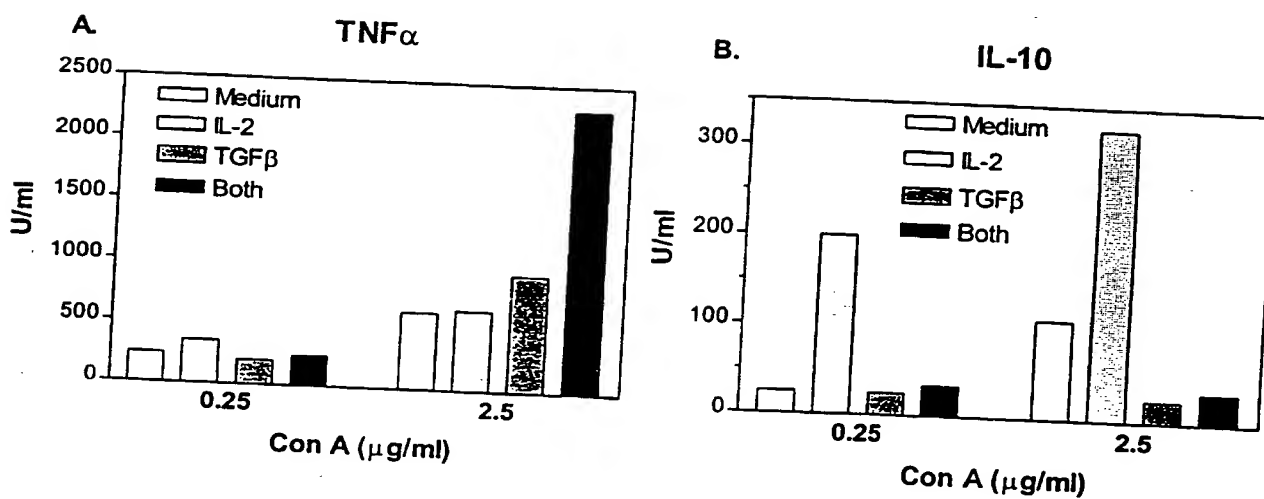 A.
TNFα
2500
2000
1500
1000
500
0
U/ml
Medium
IL-2
TGFβ
Both
0.25
2.5
Con A (μg/ml)
B.
IL-10
300
200
100
0
U/ml
Medium
IL-2
TGFβ
Both
0.25
2.5
Con A (μg/ml)